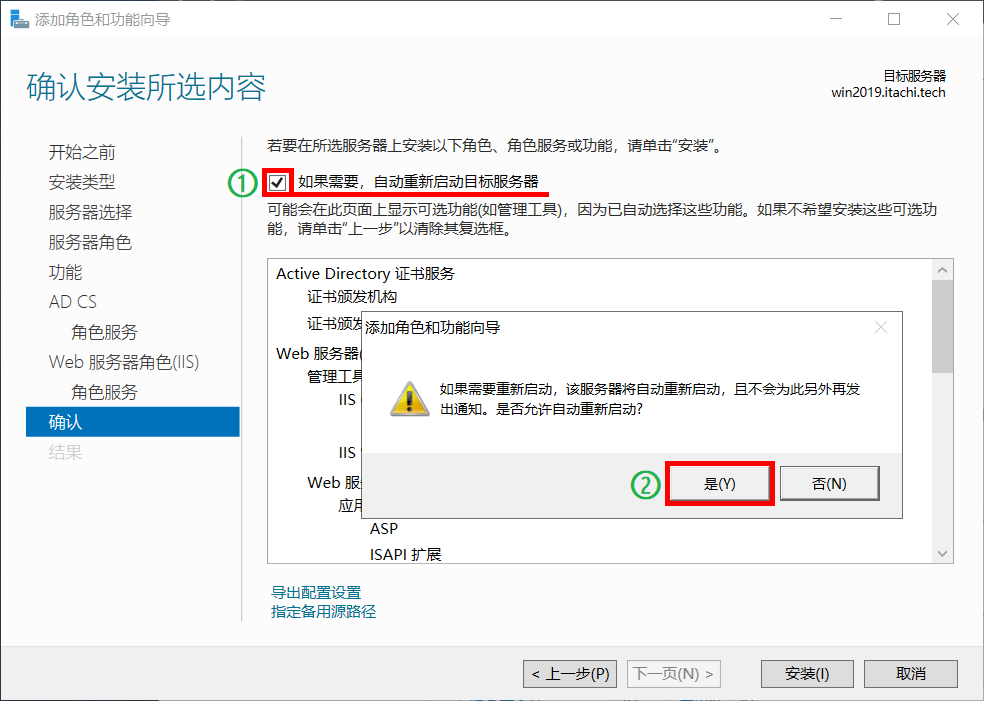 添加角色和功能向导
确认安装所选内容
目标服务器
win2019.itachi.tech
开始之前
安装类型
服务器选择
服务器角色
功能
AD CS
角色服务
Web 服务器角色(IIS)
角色服务
确认
结果
若要在所选服务器上安装以下角色、角色服务或功能，请单击“安装”。
①
如果需要，自动重新启动目标服务器
可能会在此页面上显示可选功能(如管理工具)，因为已自动选择这些功能。如果不希望安装这些可选功
能，请单击“上一步”以清除其复选框。
Active Directory 证书服务
证书颁发机构
证书颁发
Web 服务器(
管理工具
IIS
IIS
Web 服
应用
ASP
ISAPI 扩展
添加角色和功能向导
如果需要重新启动，该服务器将自动重新启动，且不会为此另外再发
出通知。是否允许自动重新启动?
②
是(Y)
否(N)
导出配置设置
指定备用源路径
< 上一步(P)
下一页(N) >
安装(I)
取消